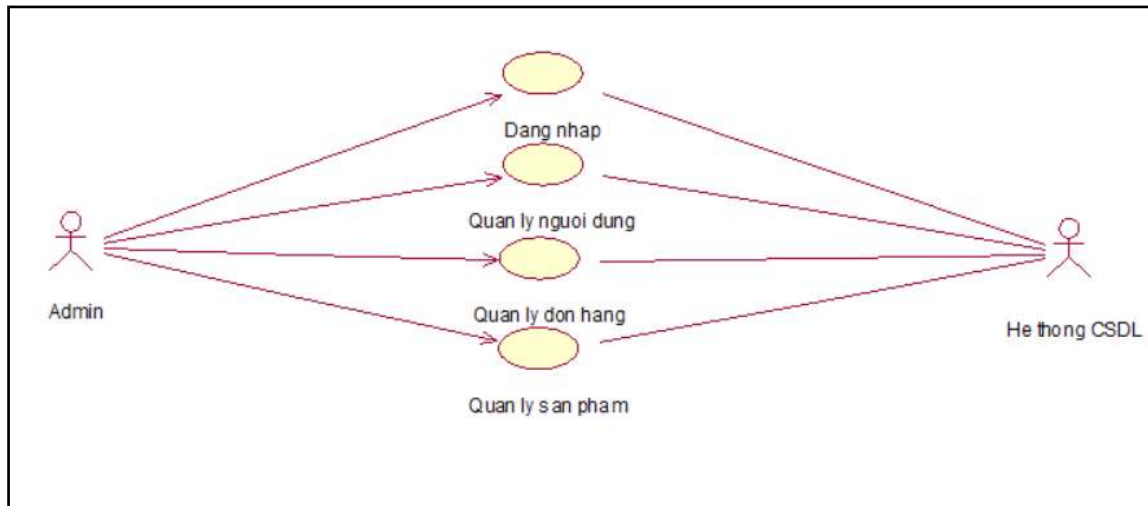 Dang nhap
Quan ly nguoi dung
Admin
Quan ly don hang
He thong CSDL
Quan ly san pham